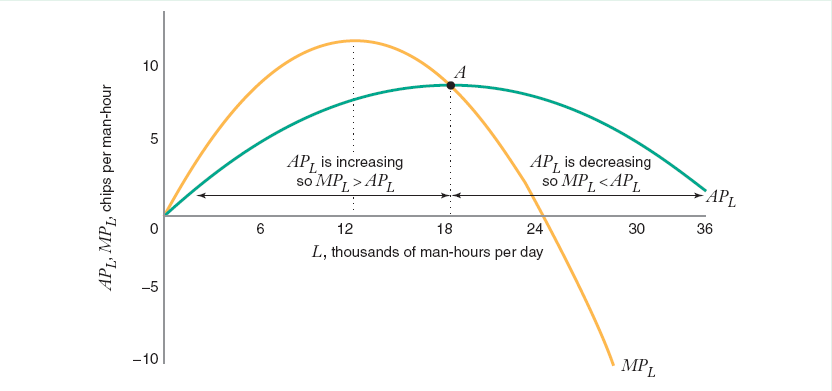 AP_L, MP_L, chips per man-hour
10
5
0
−5
−10
A
AP_L is increasing
so MP_L > AP_L
AP_L is decreasing
so MP_L < AP_L
AP_L
6
12
18
24
30
36
L, thousands of man-hours per day
MP_L